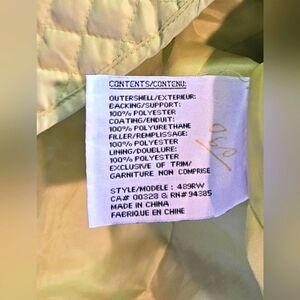 CONTENTS/CONTENU:
OUTERSHELL/EXTERIEUR:
BACKING/SUPPORT:
100% POLYESTER
COATING/ENDUIT:
100% POLYURETHANE
FILLER/REMPLISSAGE:
100% POLYESTER
LINING/DOUBLURE:
100% POLYESTER
EXCLUSIVE OF TRIM/
GARNITURE NON COMPRISE
STYLE/MODELE : 489RW
CA# 00328 & RN# 94385
MADE IN CHINA
FABRIQUE EN CHINE